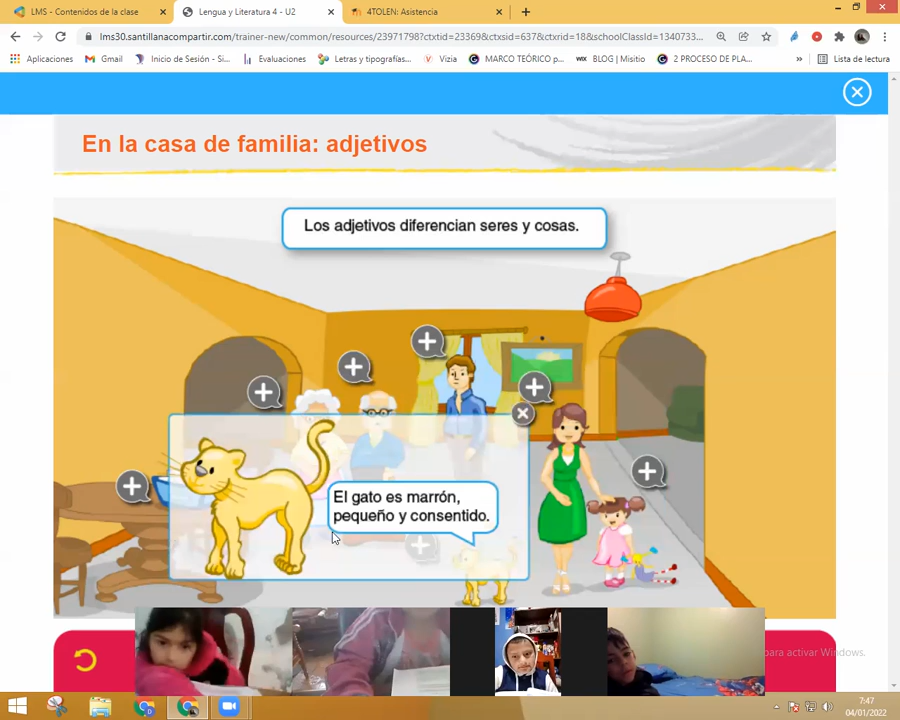 LMS - Contenidos de la clase
Lengua y Literatura 4 - U2
4TOLEN: Asistencia
lms30.santillanacompartir.com/trainer-new/common/resources/23971798?ctxtid=23369&ctxsid=637&ctxrid=18&schoolClassId=1340733...
Aplicaciones
Gmail
Inicio de Sesión - Si...
Evaluaciones
Letras y tipografías...
Vizia
MARCO TEÓRICO p...
WIX BLOG | Misitio
2 PROCESO DE PLA...
»
Lista de lectura
En la casa de familia: adjetivos
Los adjetivos diferencian seres y cosas.
El gato es marrón,
pequeño y consentido.
para activar Windows.
7:47
04/01/2022